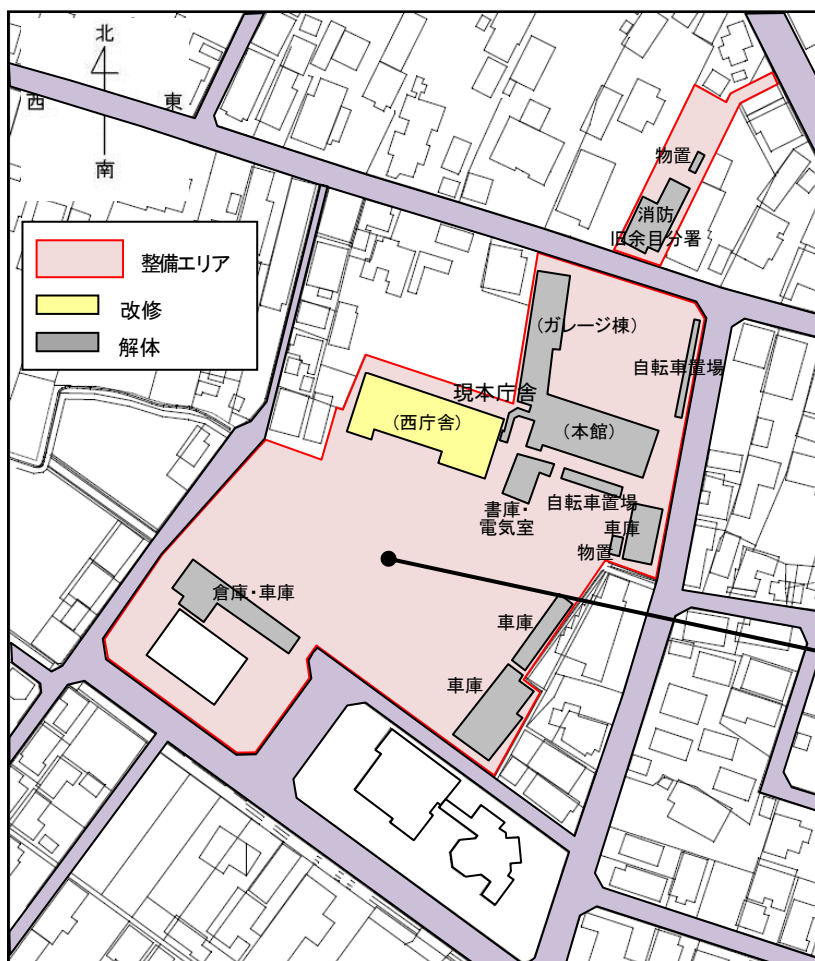 北
西 東
南
整備エリア
改修
解体
物置
消防
旧余目分署
(ガレージ棟)
自転車置場
現本庁舎
(西庁舎)
(本館)
自転車置場
書庫・
電気室
車庫
物置
倉庫・車庫
車庫
車庫